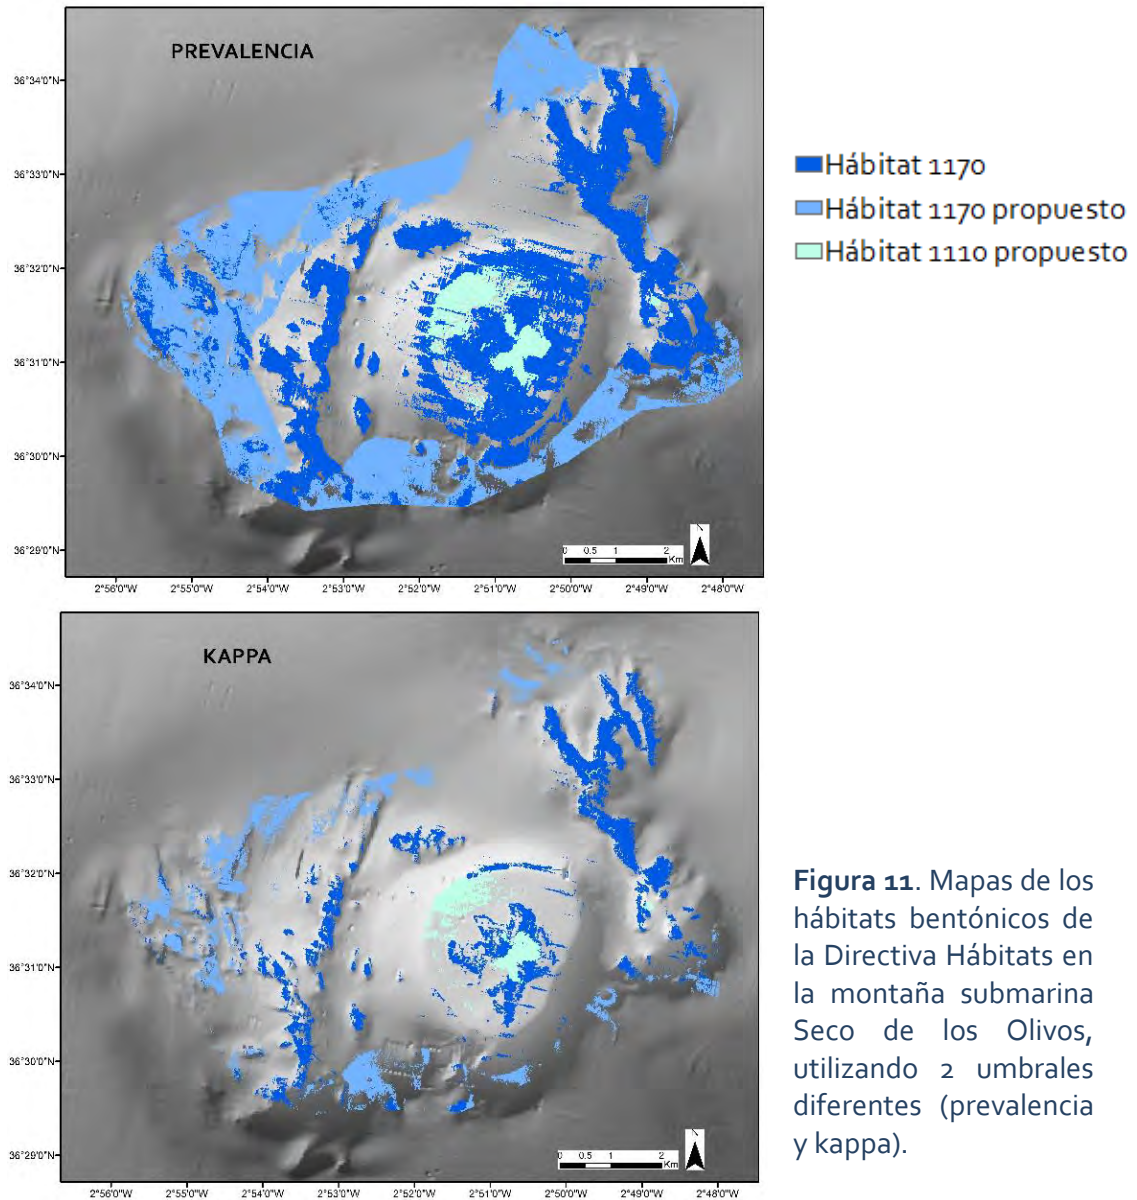 PREVALENCIA
36°34'0"N
36°33'0"N
36°32'0"N
36°31'0"N
36°30'0"N
36°29'0"N
0 0.5 1 2
Km
N
2°56'0"W 2°55'0"W 2°54'0"W 2°53'0"W 2°52'0"W 2°51'0"W 2°50'0"W 2°49'0"W 2°48'0"W
Hábitat 1170
Hábitat 1170 propuesto
Hábitat 1110 propuesto
KAPPA
36°34'0"N
36°33'0"N
36°32'0"N
36°31'0"N
36°30'0"N
36°29'0"N
0 0.5 1 2
Km
N
2°56'0"W 2°55'0"W 2°54'0"W 2°53'0"W 2°52'0"W 2°51'0"W 2°50'0"W 2°49'0"W 2°48'0"W
Figura 11. Mapas de los
hábitats bentónicos de
la Directiva Hábitats en
la montaña submarina
Seco de los Olivos,
utilizando 2 umbrales
diferentes (prevalencia
y kappa).